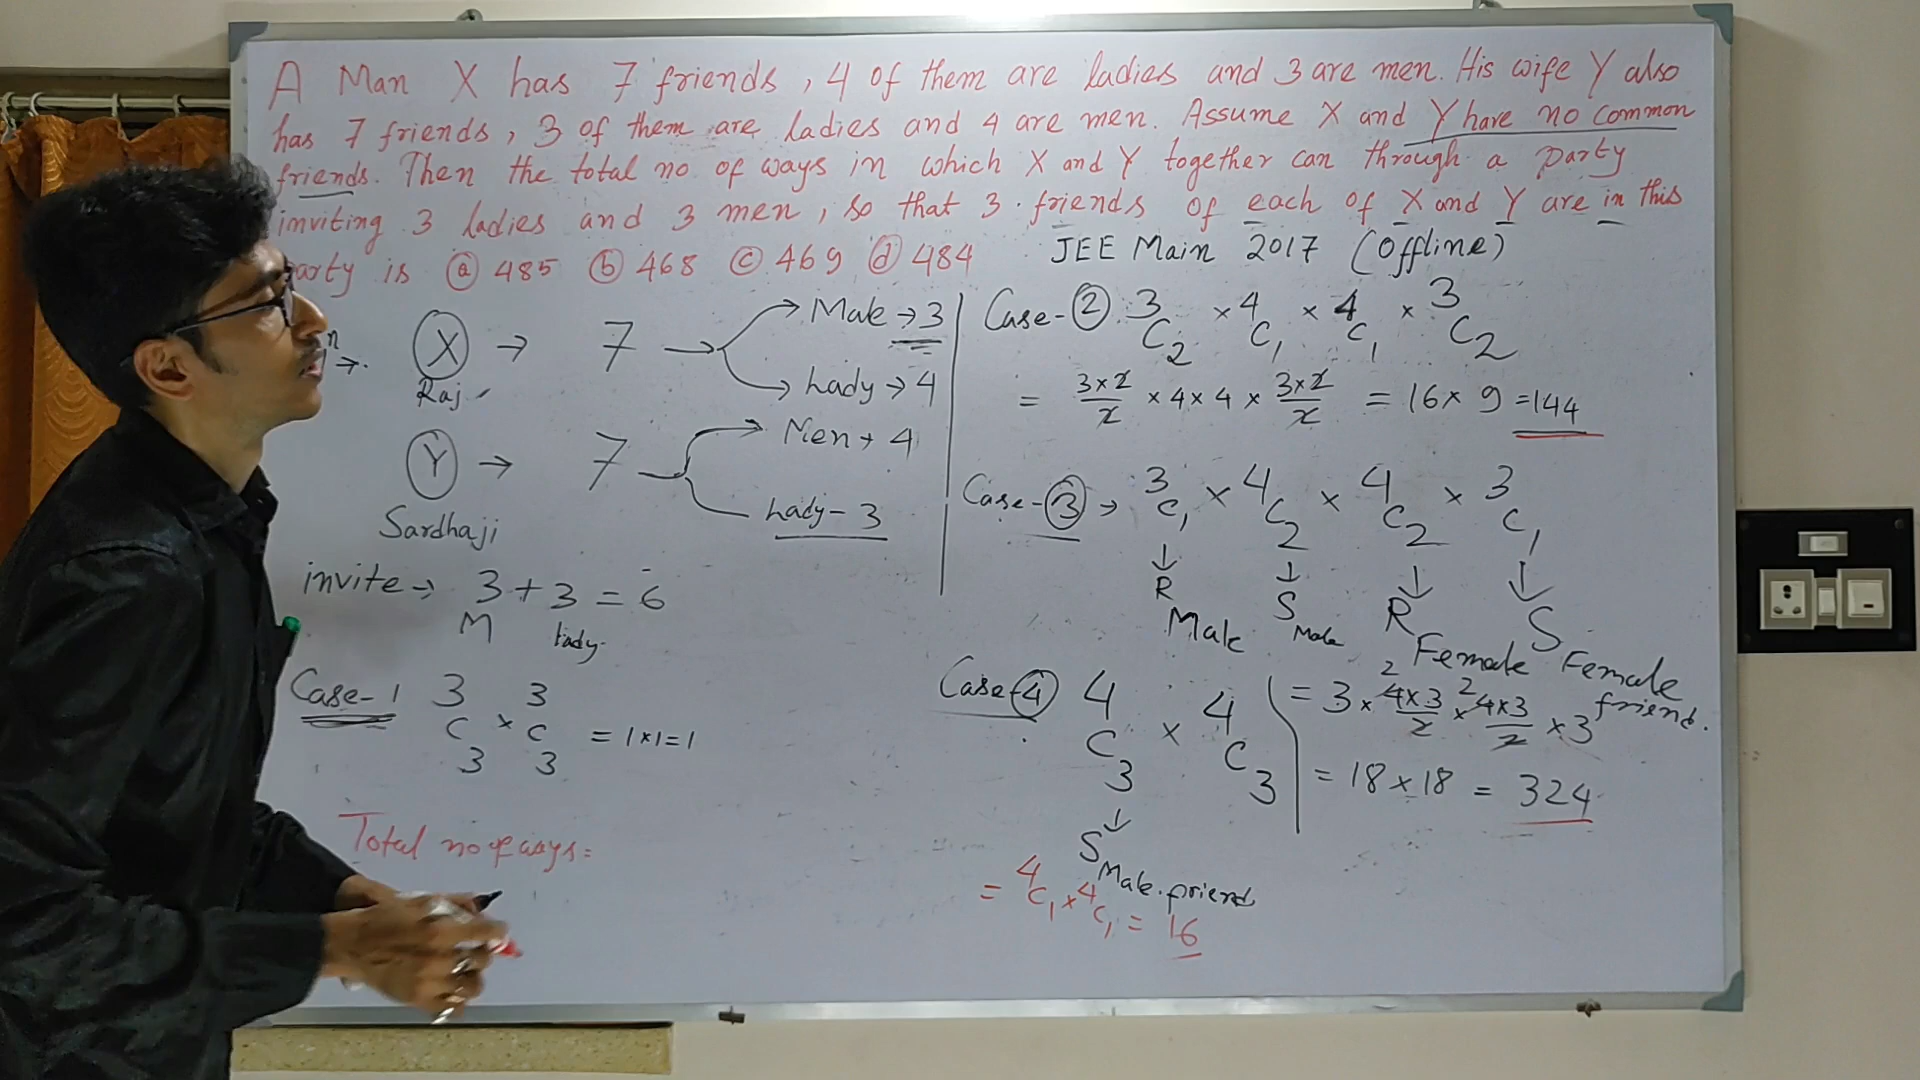 A Man X has 7 friends, 4 of them are ladies and 3 are men. His wife Y also
has 7 friends, 3 of them are ladies and 4 are men. Assume X and Y have no common
friends. Then the total no of ways in which X and Y together can through a party
inviting 3 ladies and 3 men, so that 3 friends of each of X and Y are in this
party is ⓐ 485 ⓑ 468 ⓒ 469 ⓓ 484 JEE Main 2017 (Offline)
Ⓧ → 7 → Male → 3
Raj
Lady → 4
Ⓨ → 7 Men → 4
Sardhaji
Lady - 3
invite → 3 + 3 = 6
M Lady
Case-1 3C3 × 3C3 = 1×1=1
Total no of ways =
Case-② 3C2 × 4C1 × 4C1 × 3C2
= 3×2/2 × 4×4 × 3×2/2 = 16×9 =144
Case-③ → 3C1 × 4C2 × 4C2 × 3C1
↓ ↓ ↓ ↓
R S R S
Male Male Female Female
friend.
= 3 × 4×3/2 × 4×3/2 × 3
= 18×18 = 324
Case-④ 4C3 × 4C3
↓
S Male friend
= 4C1 × 4C1 = 16